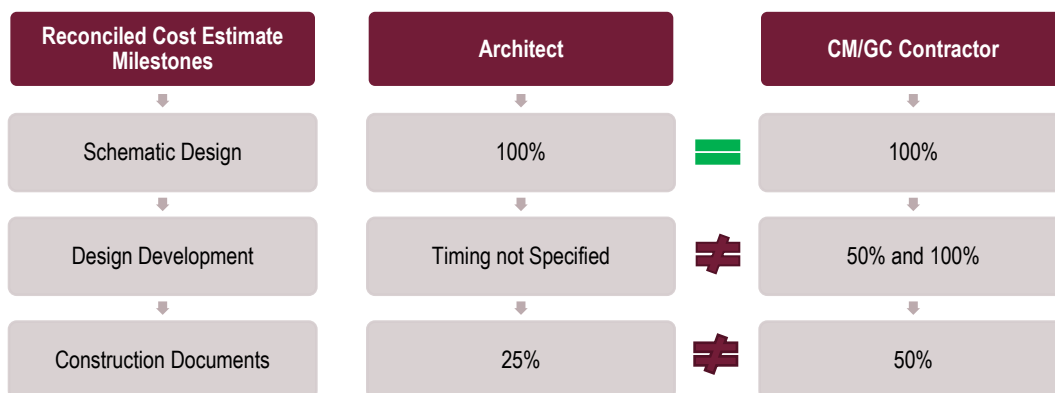 Reconciled Cost Estimate
Milestones
Architect
CM/GC Contractor
Schematic Design
100%
100%
Design Development
Timing not Specified
50% and 100%
Construction Documents
25%
50%